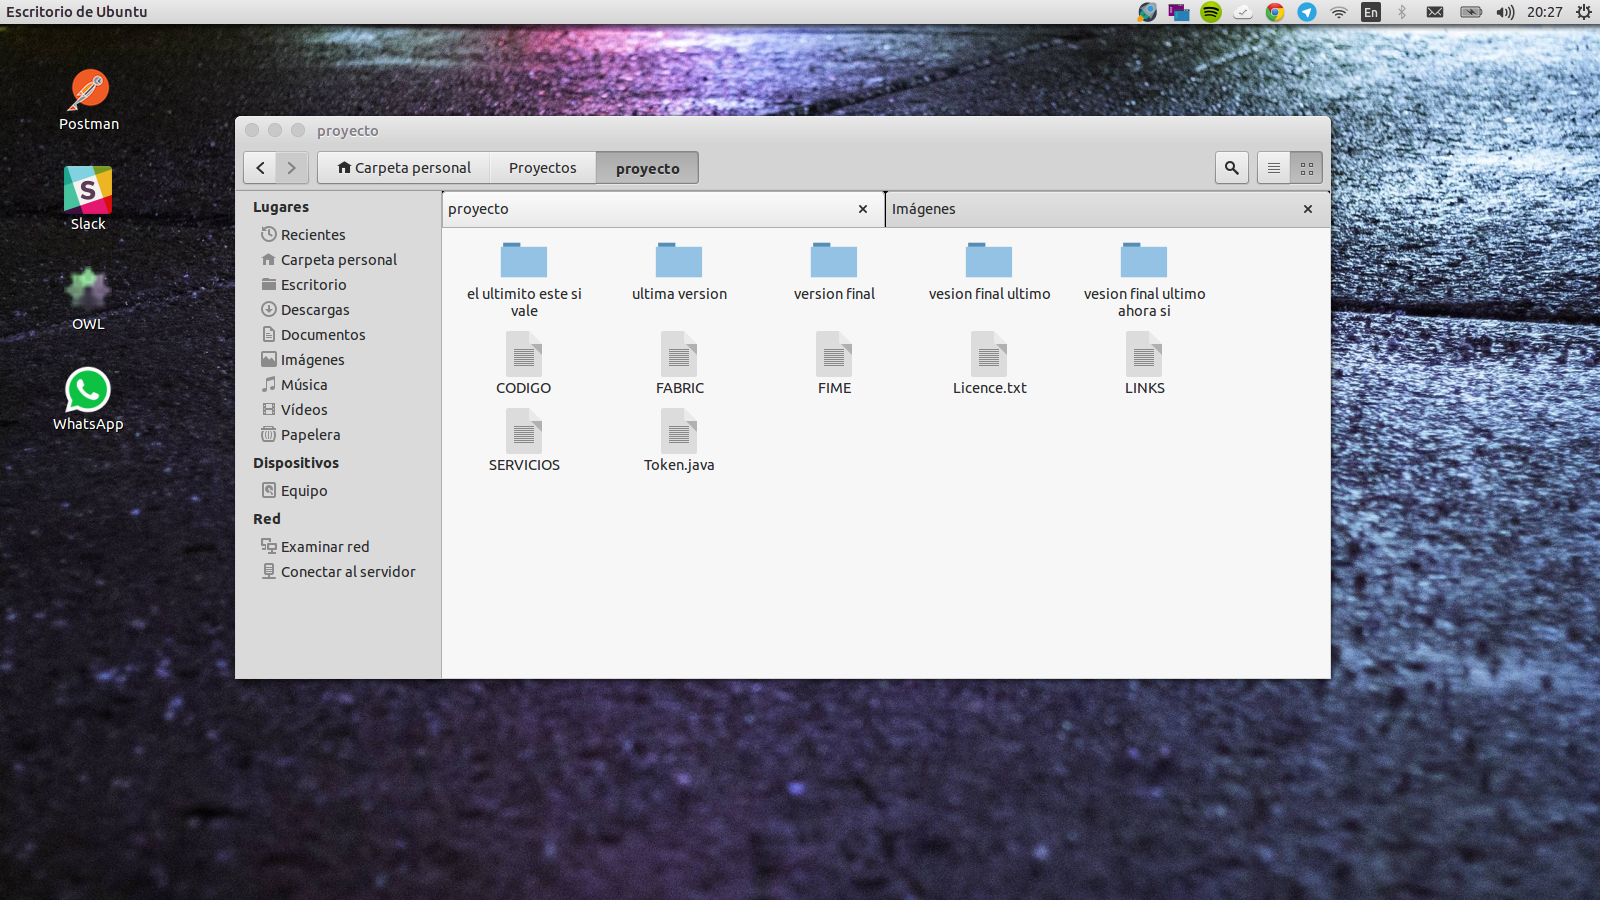 Escritorio de Ubuntu
En
20:27
Postman
S
Slack
OWL
WhatsApp
proyecto
Carpeta personal
Proyectos
proyecto
Lugares
Recientes
Carpeta personal
Escritorio
Descargas
Documentos
Imágenes
Música
Vídeos
Papelera
Dispositivos
Equipo
Red
Examinar red
Conectar al servidor
proyecto
Imágenes
el ultimito este si
vale
ultima version
version final
vesion final ultimo
vesion final ultimo
ahora si
CODIGO
FABRIC
FIME
Licence.txt
LINKS
SERVICIOS
Token.java